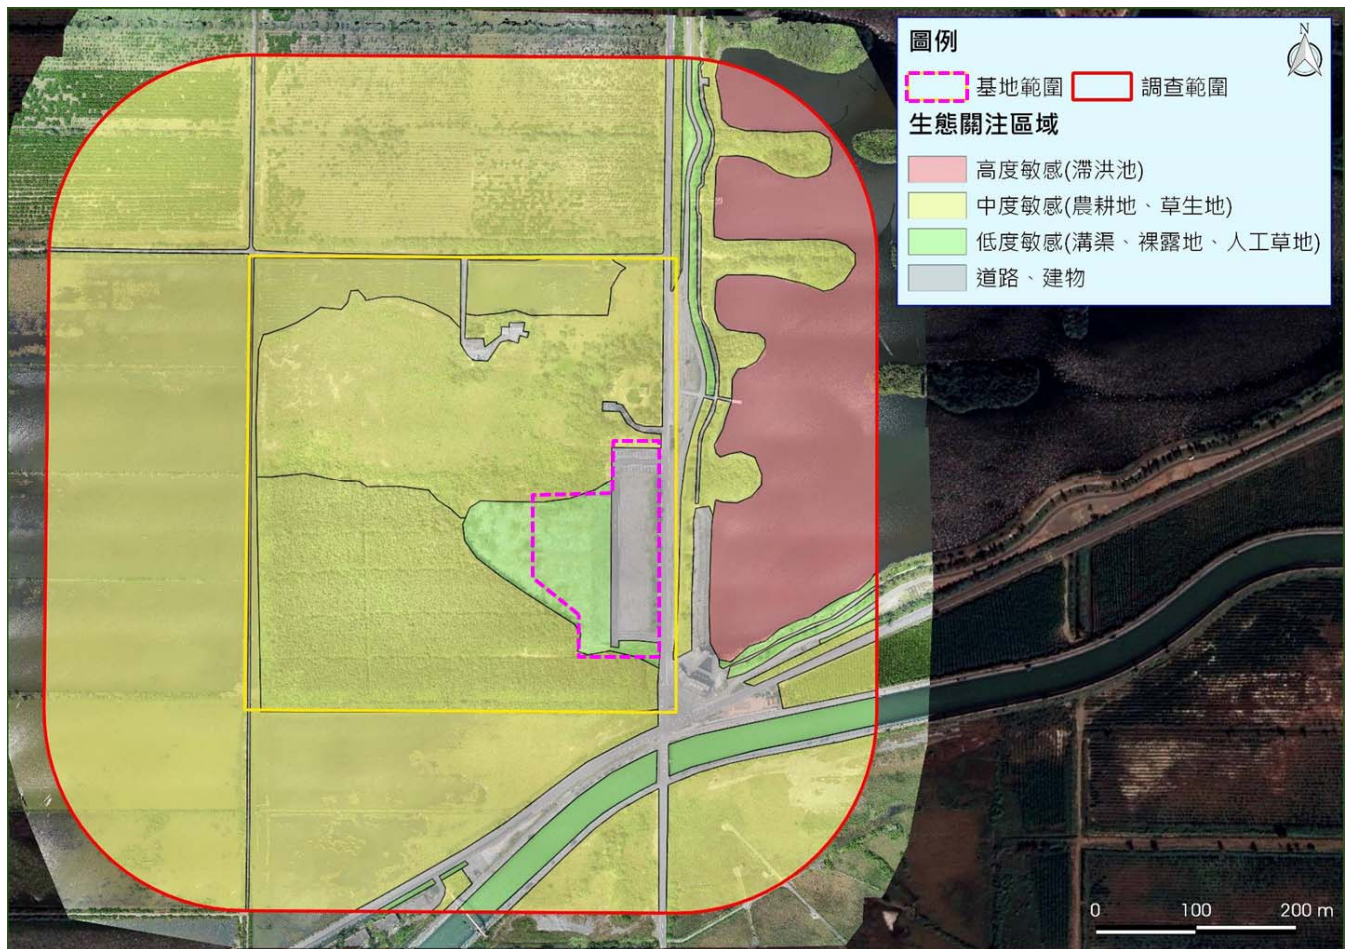 圖例
N
基地範圍 調查範圍
生態關注區域
高度敏感(滯洪池)
中度敏感(農耕地、草生地)
低度敏感(溝渠、裸露地、人工草地)
道路、建物
0 100 200 m